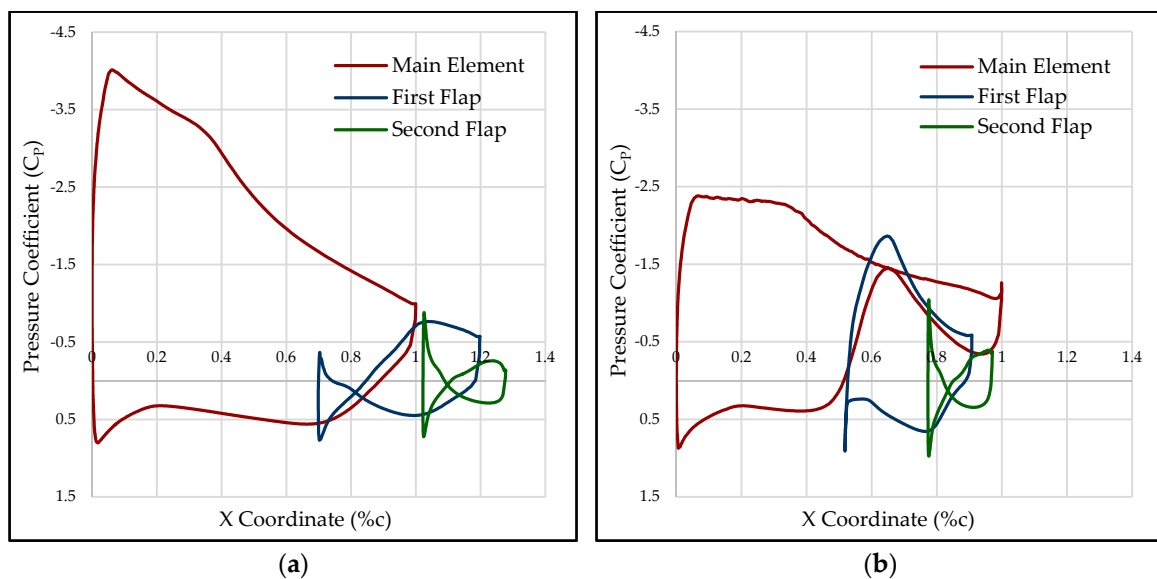 -4.5
-3.5
-2.5
-1.5
-0.5
0.5
1.5
0
0.2
0.4
0.6
0.8
1
1.2
1.4
Pressure Coefficient (CP)
X Coordinate (%c)
Main Element
First Flap
Second Flap
(a)
-4.5
-3.5
-2.5
-1.5
-0.5
0.5
1.5
0
0.2
0.4
0.6
0.8
1
1.2
1.4
Pressure Coefficient (CP)
X Coordinate (%c)
Main Element
First Flap
Second Flap
(b)